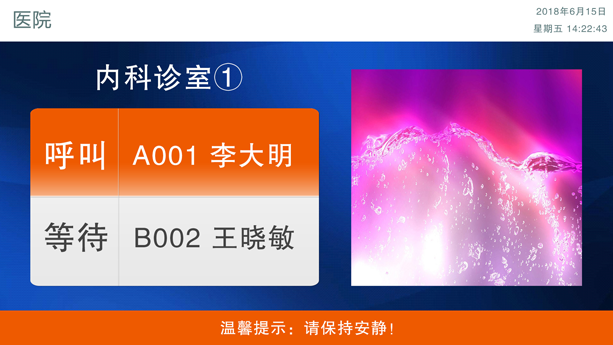 医院
2018年6月15日
星期五 14:22:43
内科诊室①
呼叫 A001 李大明
等待 B002 王晓敏
温馨提示：请保持安静!